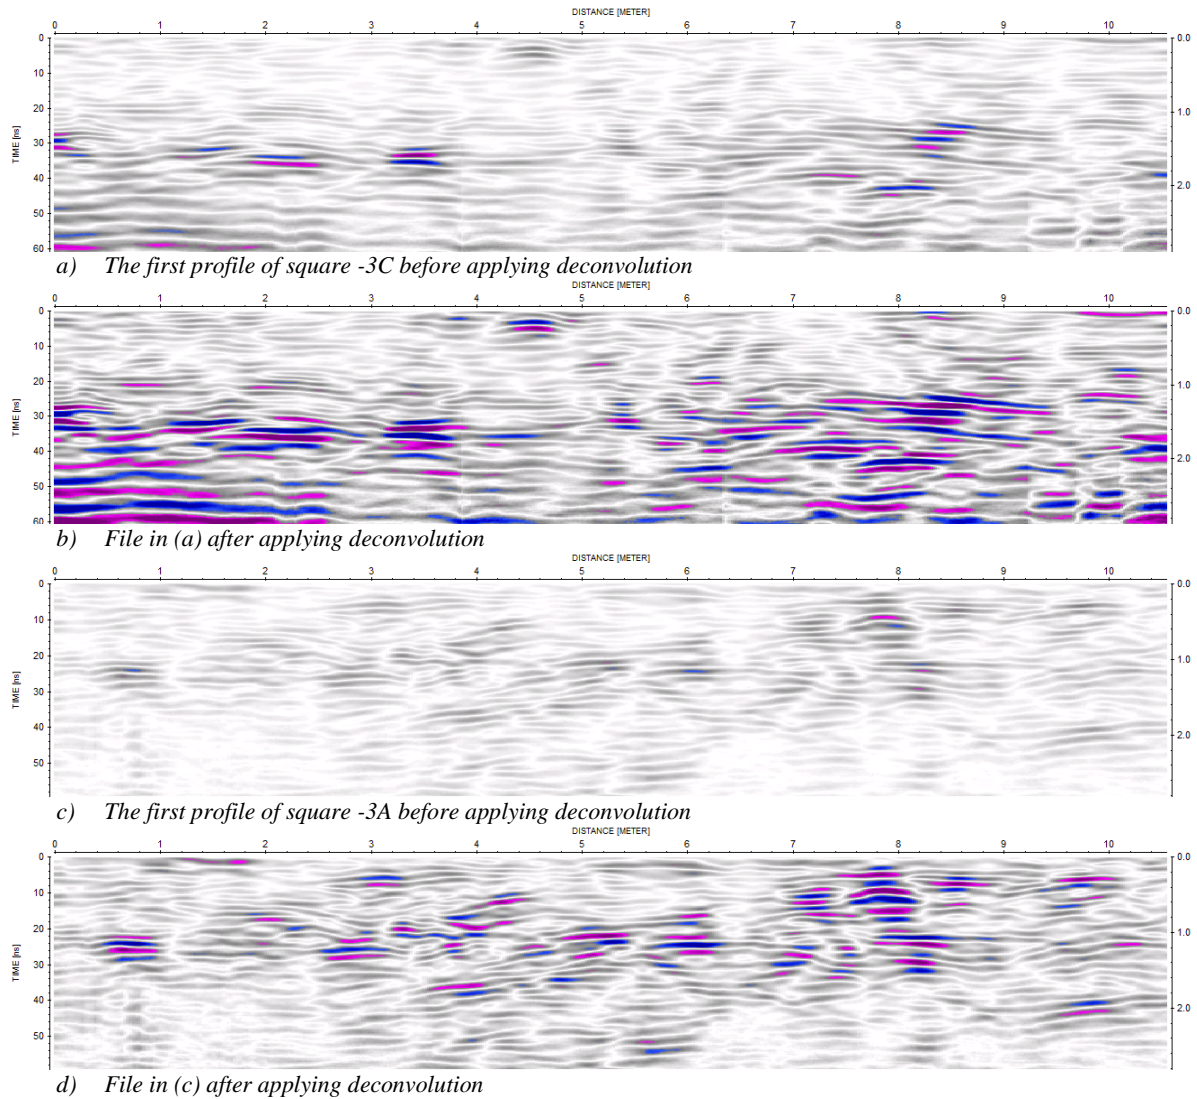 DISTANCE [METER]
0 1 2 3 4 5 6 7 8 9 10
TIME [ns]
0 10 20 30 40 50 60
0.0 1.0 2.0
a) The first profile of square -3C before applying deconvolution
DISTANCE [METER]
0 1 2 3 4 5 6 7 8 9 10
TIME [ns]
0 10 20 30 40 50 60
0.0 1.0 2.0
b) File in (a) after applying deconvolution
DISTANCE [METER]
0 1 2 3 4 5 6 7 8 9 10
TIME [ns]
0 10 20 30 40 50
0.0 1.0 2.0
c) The first profile of square -3A before applying deconvolution
DISTANCE [METER]
0 1 2 3 4 5 6 7 8 9 10
TIME [ns]
0 10 20 30 40 50
0.0 1.0 2.0
d) File in (c) after applying deconvolution